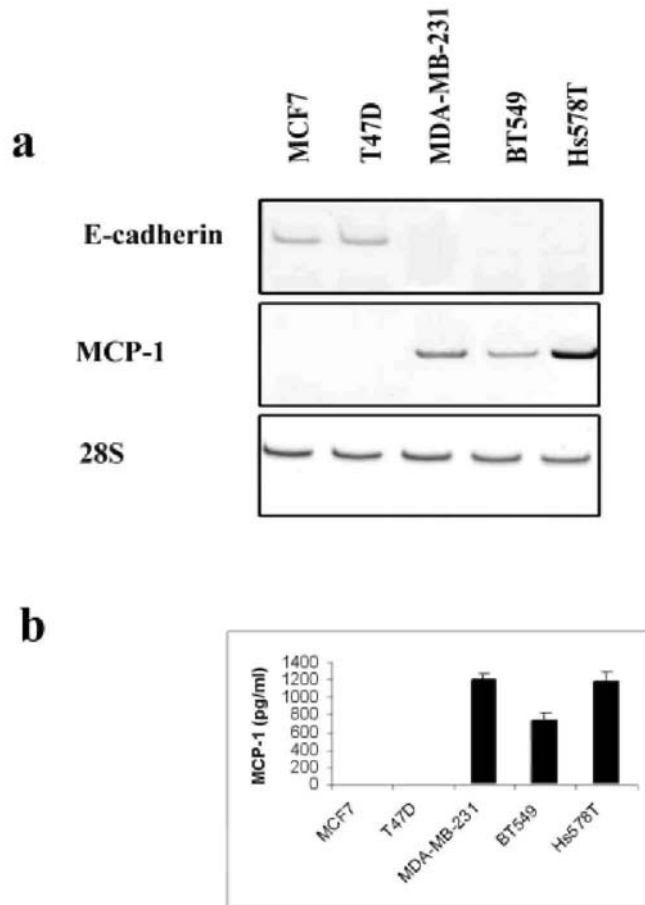 a
MCF7
T47D
MDA-MB-231
BT549
Hs578T
E-cadherin
MCP-1
28S
b
MCP-1 (pg/ml)
1400
1200
1000
800
600
400
200
0
MCF7
T47D
MDA-MB-231
BT549
Hs578T